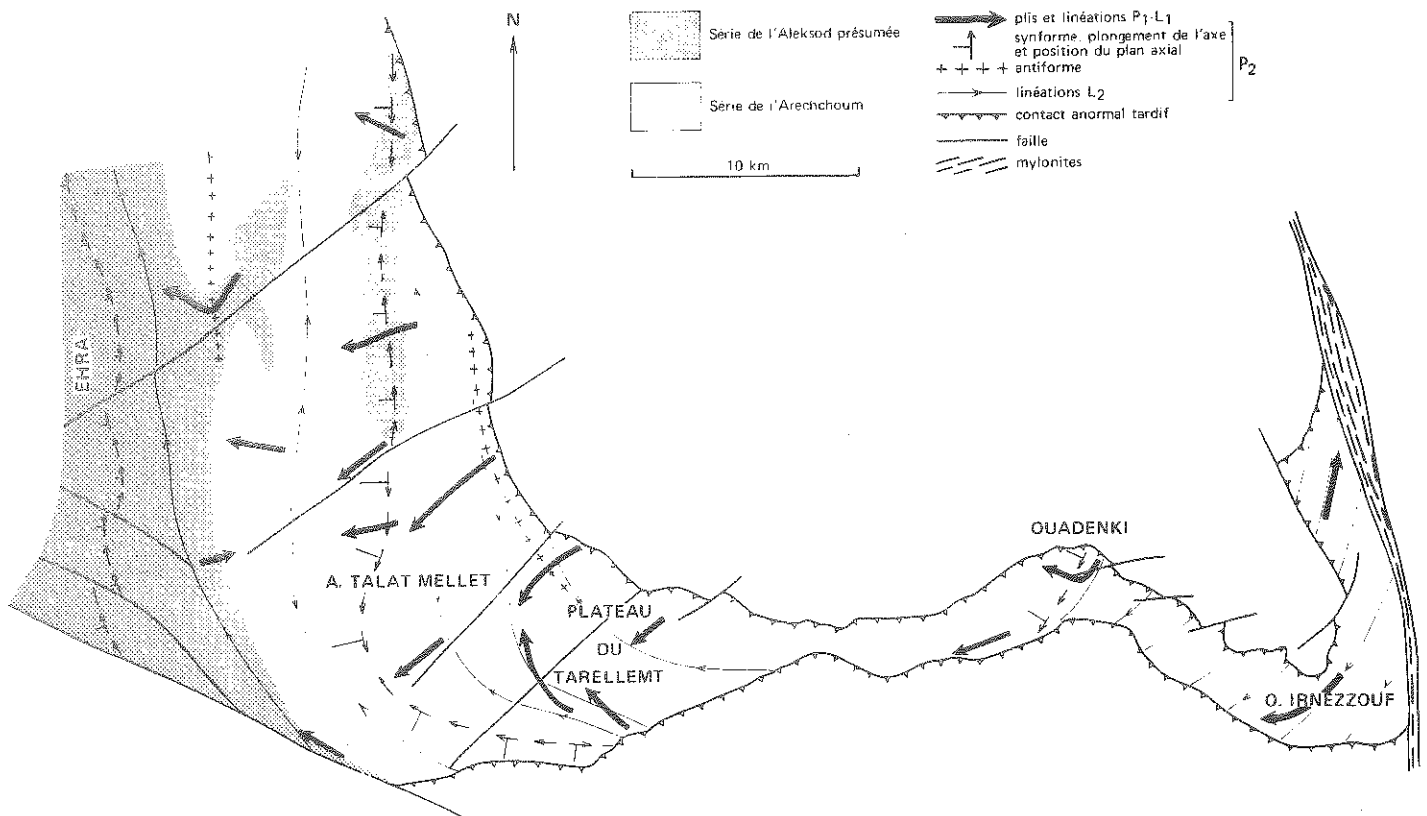 N
Série de l'Aleksod présumée
Série de l'Arechchoum
10 km
plis et linéations P1-L1
synforme, plongement de l'axe
et position du plan axial
antiforme
P2
linéations L2
contact anormal tardif
faille
mylonites
EHRA
A. TALAT MELLET
PLATEAU
DU
TARELLEMT
OUADENKI
O. IRNEZZOUF